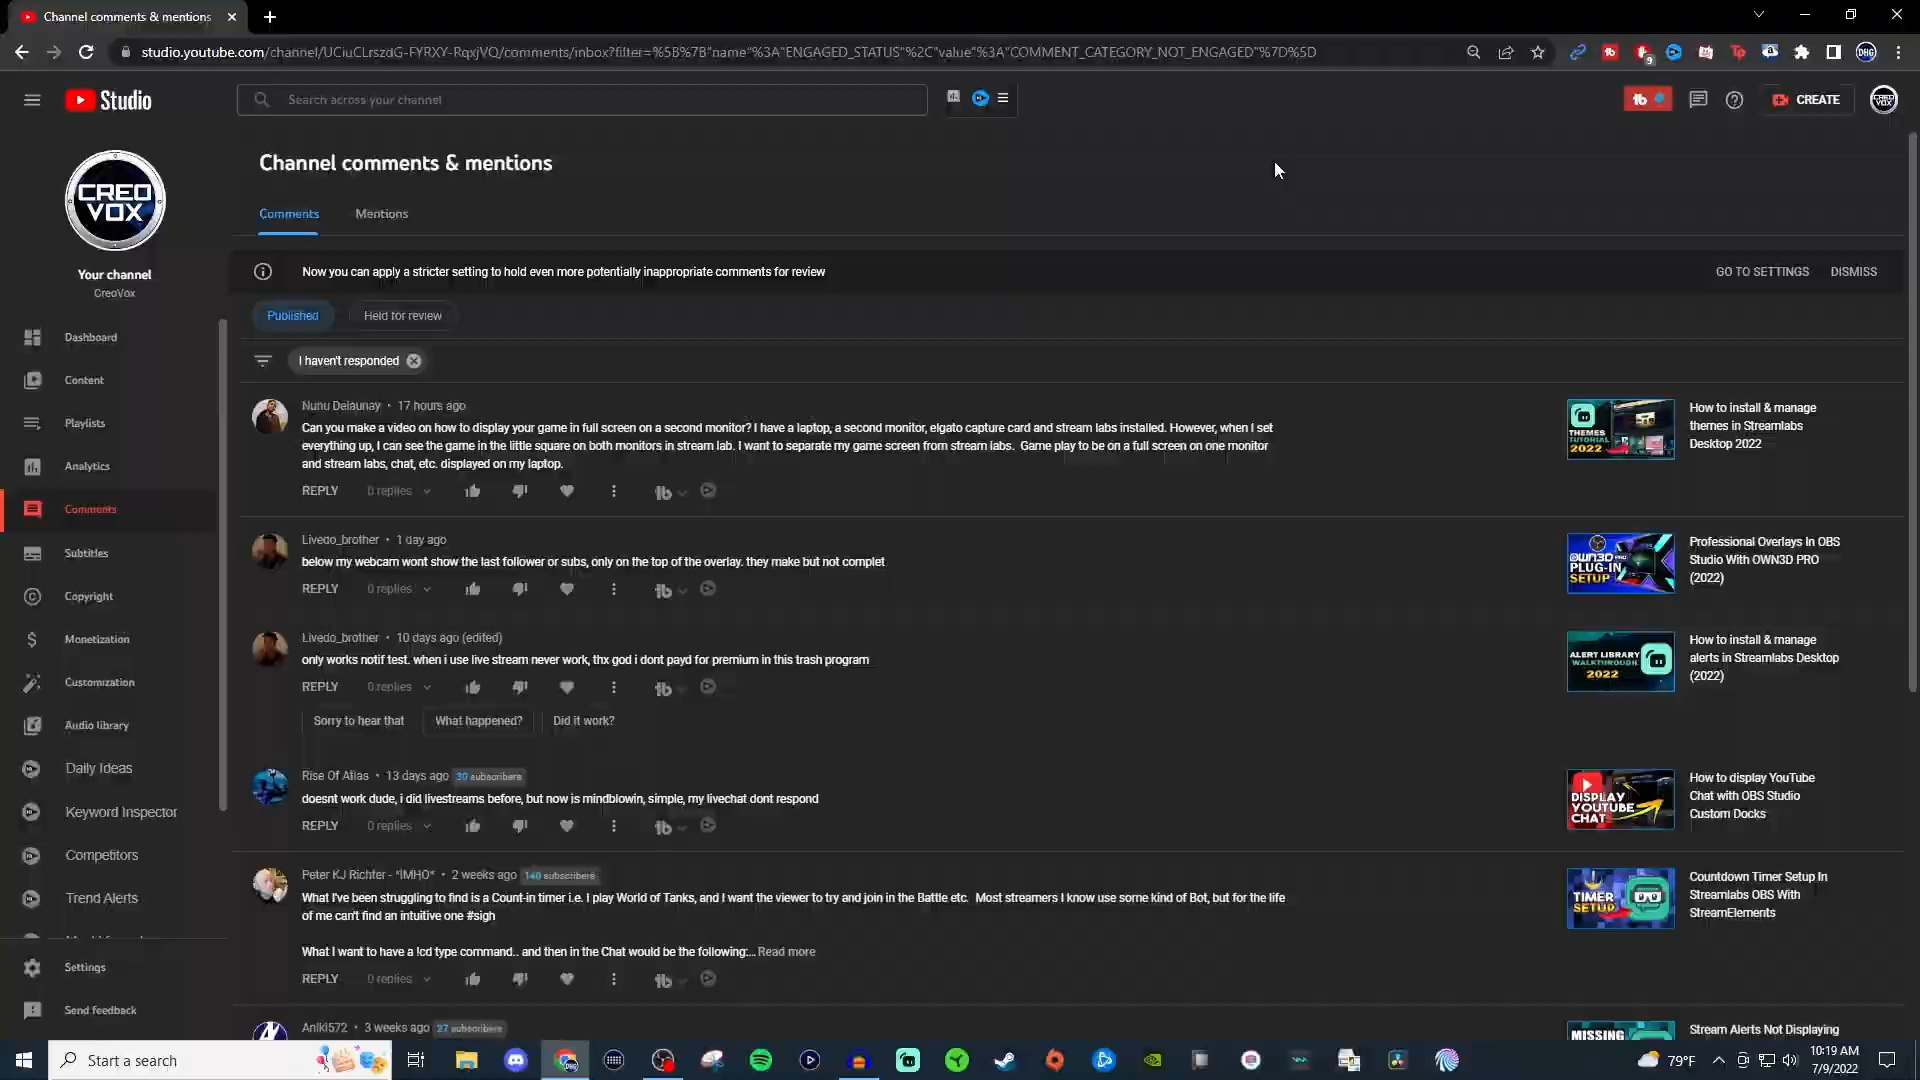 Channel comments & mentions
studio.youtube.com/channel/UCiuCLrszdG-FYRXY-RqxjVQ/comments/inbox?filter=%5B%7B"name"%3A"ENGAGED_STATUS"%2C"value"%3A"COMMENT_CATEGORY_NOT_ENGAGED"%7D%5D
9
DHG
Studio
Search across your channel
CREATE
CREO
VOX
Your channel
CreoVox
Dashboard
Content
Playlists
Analytics
Comments
Subtitles
Copyright
Monetization
Customization
Audio library
Daily Ideas
Keyword Inspector
Competitors
Trend Alerts
Settings
Send feedback
Channel comments & mentions
Comments
Mentions
Now you can apply a stricter setting to hold even more potentially inappropriate comments for review
GO TO SETTINGS
DISMISS
Published
Held for review
I haven't responded
Nunu Delaunay • 17 hours ago
Can you make a video on how to display your game in full screen on a second monitor? I have a laptop, a second monitor, elgato capture card and stream labs installed. However, when I set
everything up, I can see the game in the little square on both monitors in stream lab. I want to separate my game screen from stream labs. Game play to be on a full screen on one monitor
and stream labs, chat, etc. displayed on my laptop.
REPLY 0 replies
THEMES
TUTORIAL
2022
How to install & manage
themes in Streamlabs
Desktop 2022
Livedo_brother • 1 day ago
below my webcam wont show the last follower or subs, only on the top of the overlay. they make but not complet
REPLY 0 replies
OWN3D PRO
PLUG-IN
SETUP
Professional Overlays In OBS
Studio With OWN3D PRO
(2022)
Livedo_brother • 10 days ago (edited)
only works notif test. when i use live stream never work, thx god i dont payd for premium in this trash program
REPLY 0 replies
Sorry to hear that
What happened?
Did it work?
ALERT LIBRARY
WALKTHROUGH
2022
How to install & manage
alerts in Streamlabs Desktop
(2022)
Rise Of Atlas • 13 days ago 30 subscribers
doesnt work dude, i did livestreams before, but now is mindblowin, simple, my livechat dont respond
REPLY 0 replies
DISPLAY
YOUTUBE
CHAT
How to display YouTube
Chat with OBS Studio
Custom Docks
Peter KJ Richter - *IMHO* • 2 weeks ago 140 subscribers
What I've been struggling to find is a Count-in timer i.e. I play World of Tanks, and I want the viewer to try and join in the Battle etc. Most streamers I know use some kind of Bot, but for the life
of me can't find an intuitive one #sigh
What I want to have a !cd type command.. and then in the Chat would be the following:... Read more
REPLY 0 replies
TIMER
SETUP
Countdown Timer Setup In
Streamlabs OBS With
StreamElements
Aniki572 • 3 weeks ago 27 subscribers
MISSING
Stream Alerts Not Displaying
Start a search
79°F
10:19 AM
7/9/2022